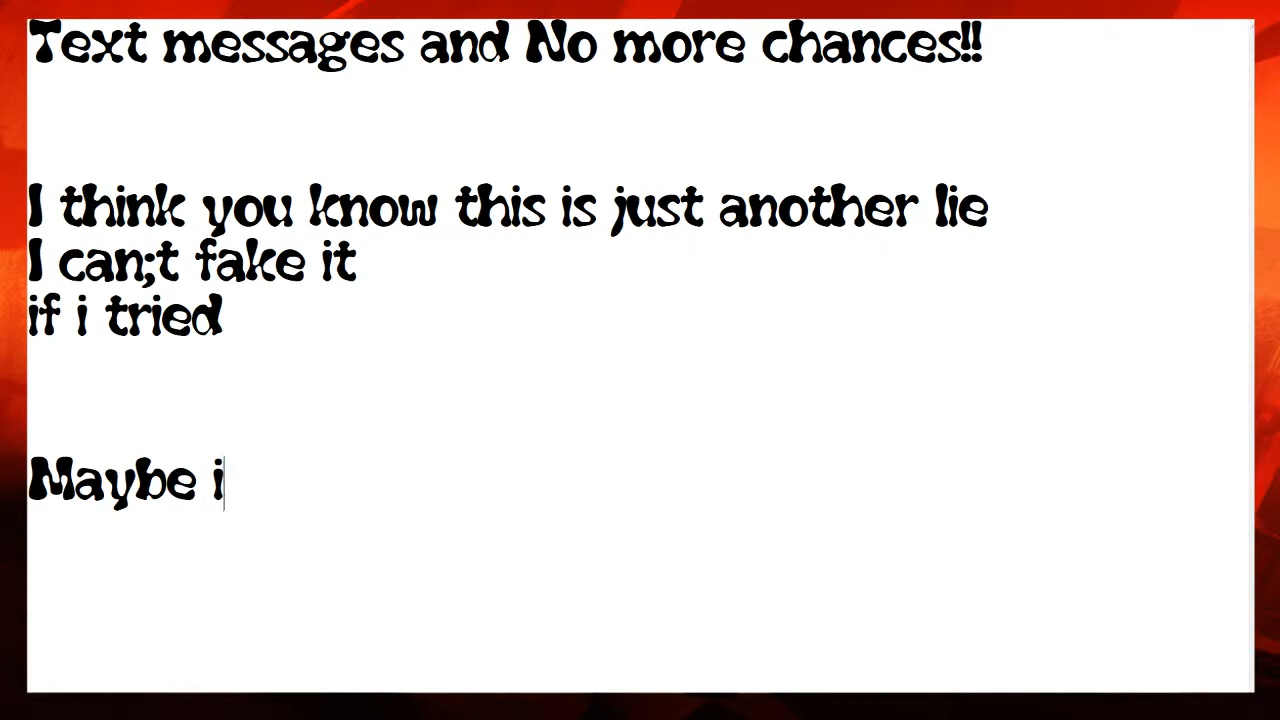 Text messages and No more chances!!
I think you know this is just another lie
I can;t fake it
if i tried
Maybe i